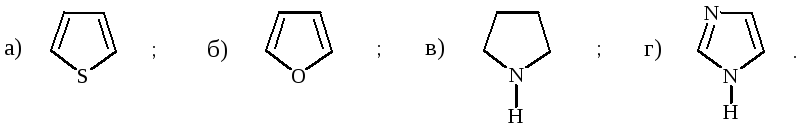 а) S ; б) O ; в) N H ; г) N N H .